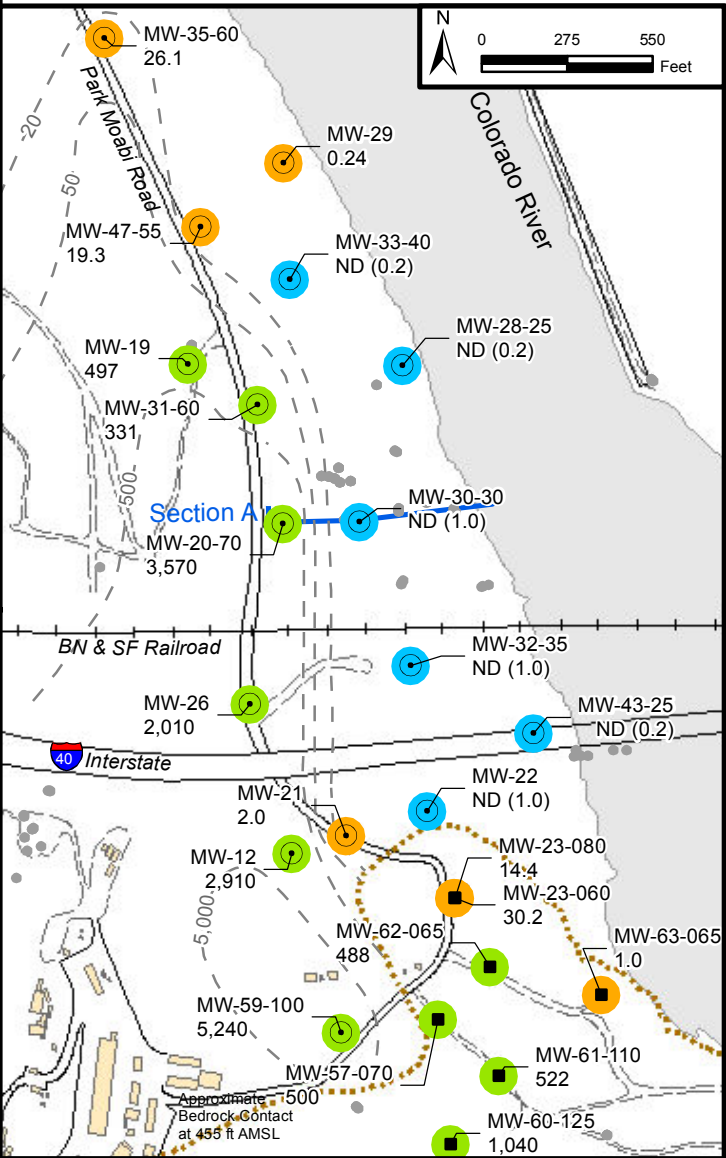 N
0 275 550
Feet
MW-35-60
26.1
Park Moabi Road
Colorado River
20
50
MW-29
0.24
MW-47-55
19.3
MW-33-40
ND (0.2)
MW-28-25
ND (0.2)
MW-19
497
MW-31-60
331
500
Section A
MW-30-30
ND (1.0)
MW-20-70
3,570
BN & SF Railroad
MW-32-35
ND (1.0)
MW-26
2,010
MW-43-25
ND (0.2)
40 Interstate
MW-22
ND (1.0)
MW-21
2.0
MW-12
2,910
MW-23-080
14.4
MW-23-060
30.2
5,000
MW-62-065
488
MW-63-065
1.0
MW-59-100
5,240
MW-57-070
500
MW-61-110
522
Approximate
Bedrock Contact
at 455 ft AMSL
MW-60-125
1,040